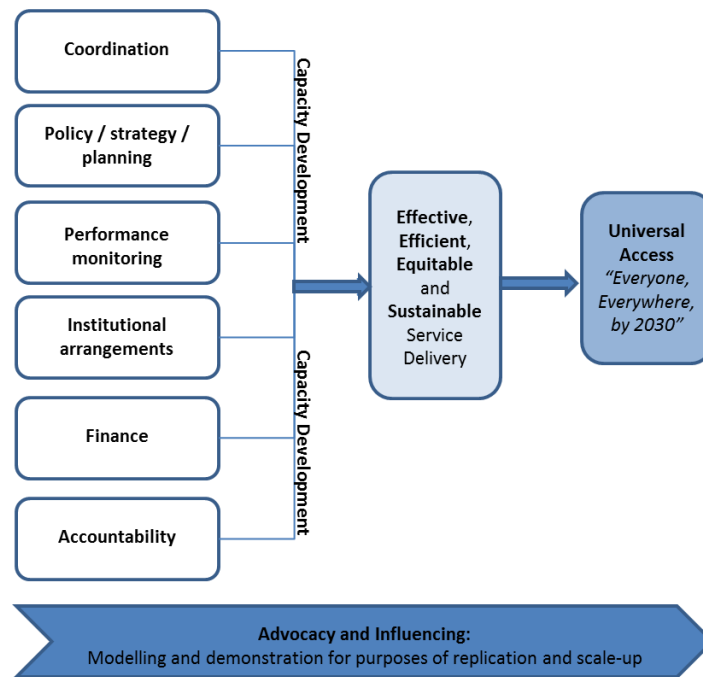 Coordination
Policy / strategy /
planning
Performance
monitoring
Institutional
arrangements
Finance
Accountability
Capacity Development
Capacity Development
Effective,
Efficient,
Equitable
and
Sustainable
Service
Delivery
Universal
Access
“Everyone,
Everywhere,
by 2030”
Advocacy and Influencing:
Modelling and demonstration for purposes of replication and scale-up